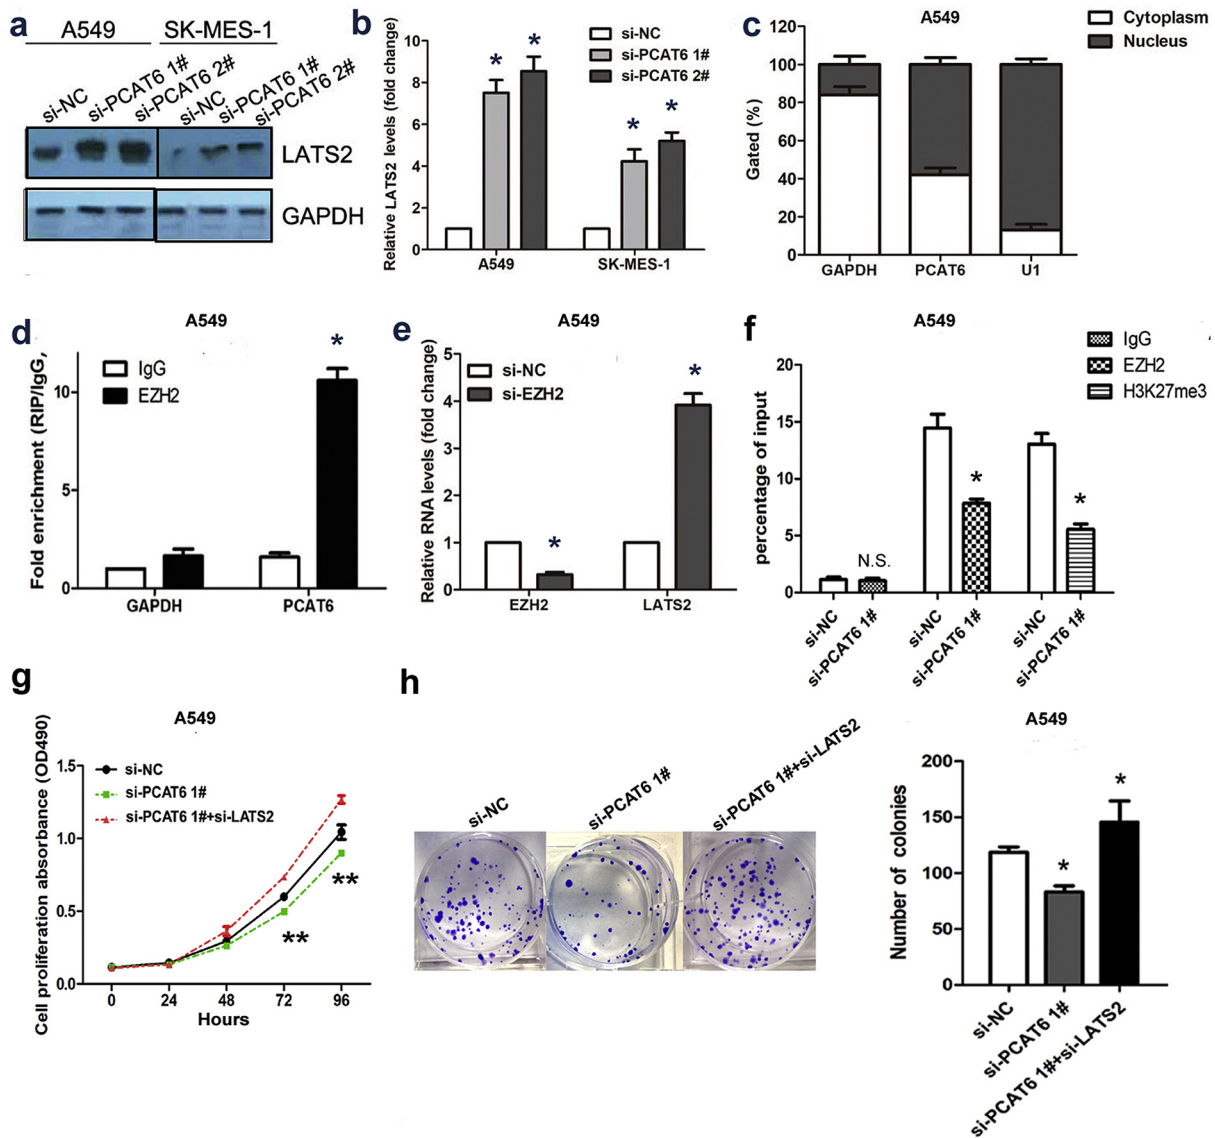 a
A549
SK-MES-1
si-NC
si-PCAT6 1#
si-PCAT6 2#
si-NC
si-PCAT6 1#
si-PCAT6 2#
LATS2
GAPDH
b
Relative LATS2 levels (fold change)
10
8
6
4
2
0
si-NC
si-PCAT6 1#
si-PCAT6 2#
*
*
*
*
A549
SK-MES-1
c
A549
Cytoplasm
Nucleus
Gated (%)
120
100
80
60
40
20
0
GAPDH
PCAT6
U1
d
A549
Fold enrichment (RIP/IgG,
10
5
0
IgG
EZH2
*
GAPDH
PCAT6
e
A549
Relative RNA levels (fold change)
5
4
3
2
1
0
si-NC
si-EZH2
*
*
EZH2
LATS2
f
A549
IgG
EZH2
H3K27me3
percentage of input
20
15
10
5
0
N.S.
*
*
si-NC
si-PCAT6 1#
si-NC
si-PCAT6 1#
si-NC
si-PCAT6 1#
g
A549
Cell proliferation absorbance (OD490)
1.5
1.0
0.5
0.0
si-NC
si-PCAT6 1#
si-PCAT6 1#+si-LATS2
**
**
0
24
48
72
96
Hours
h
si-NC
si-PCAT6 1#
si-PCAT6 1#+si-LATS2
A549
Number of colonies
200
150
100
50
0
*
*
si-NC
si-PCAT6 1#
si-PCAT6 1#+si-LATS2